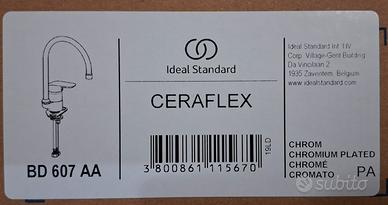 Ideal Standard
Ideal Standard Int. NV
Corp. Village-Gent Building
Da Vincilaan 2
1935 Zaventem, Belgium
www.idealstandard.com
CERAFLEX
BD 607 AA
3 800861 115670
19LD
CHROM
CHROMIUM PLATED
CHROMÉ
CROMATO
PA
subito